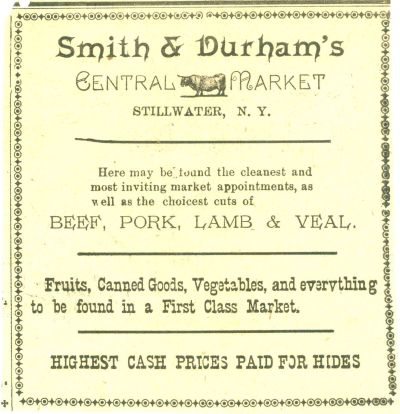 Smith & Durham's
CENTRAL MARKET
STILLWATER, N. Y.
Here may be found the cleanest and
most inviting market appointments, as
well as the choicest cuts of
BEEF, PORK, LAMB & VEAL.
Fruits, Canned Goods, Vegetables, and everything
to be found in a First Class Market.
HIGHEST CASH PRICES PAID FOR HIDES